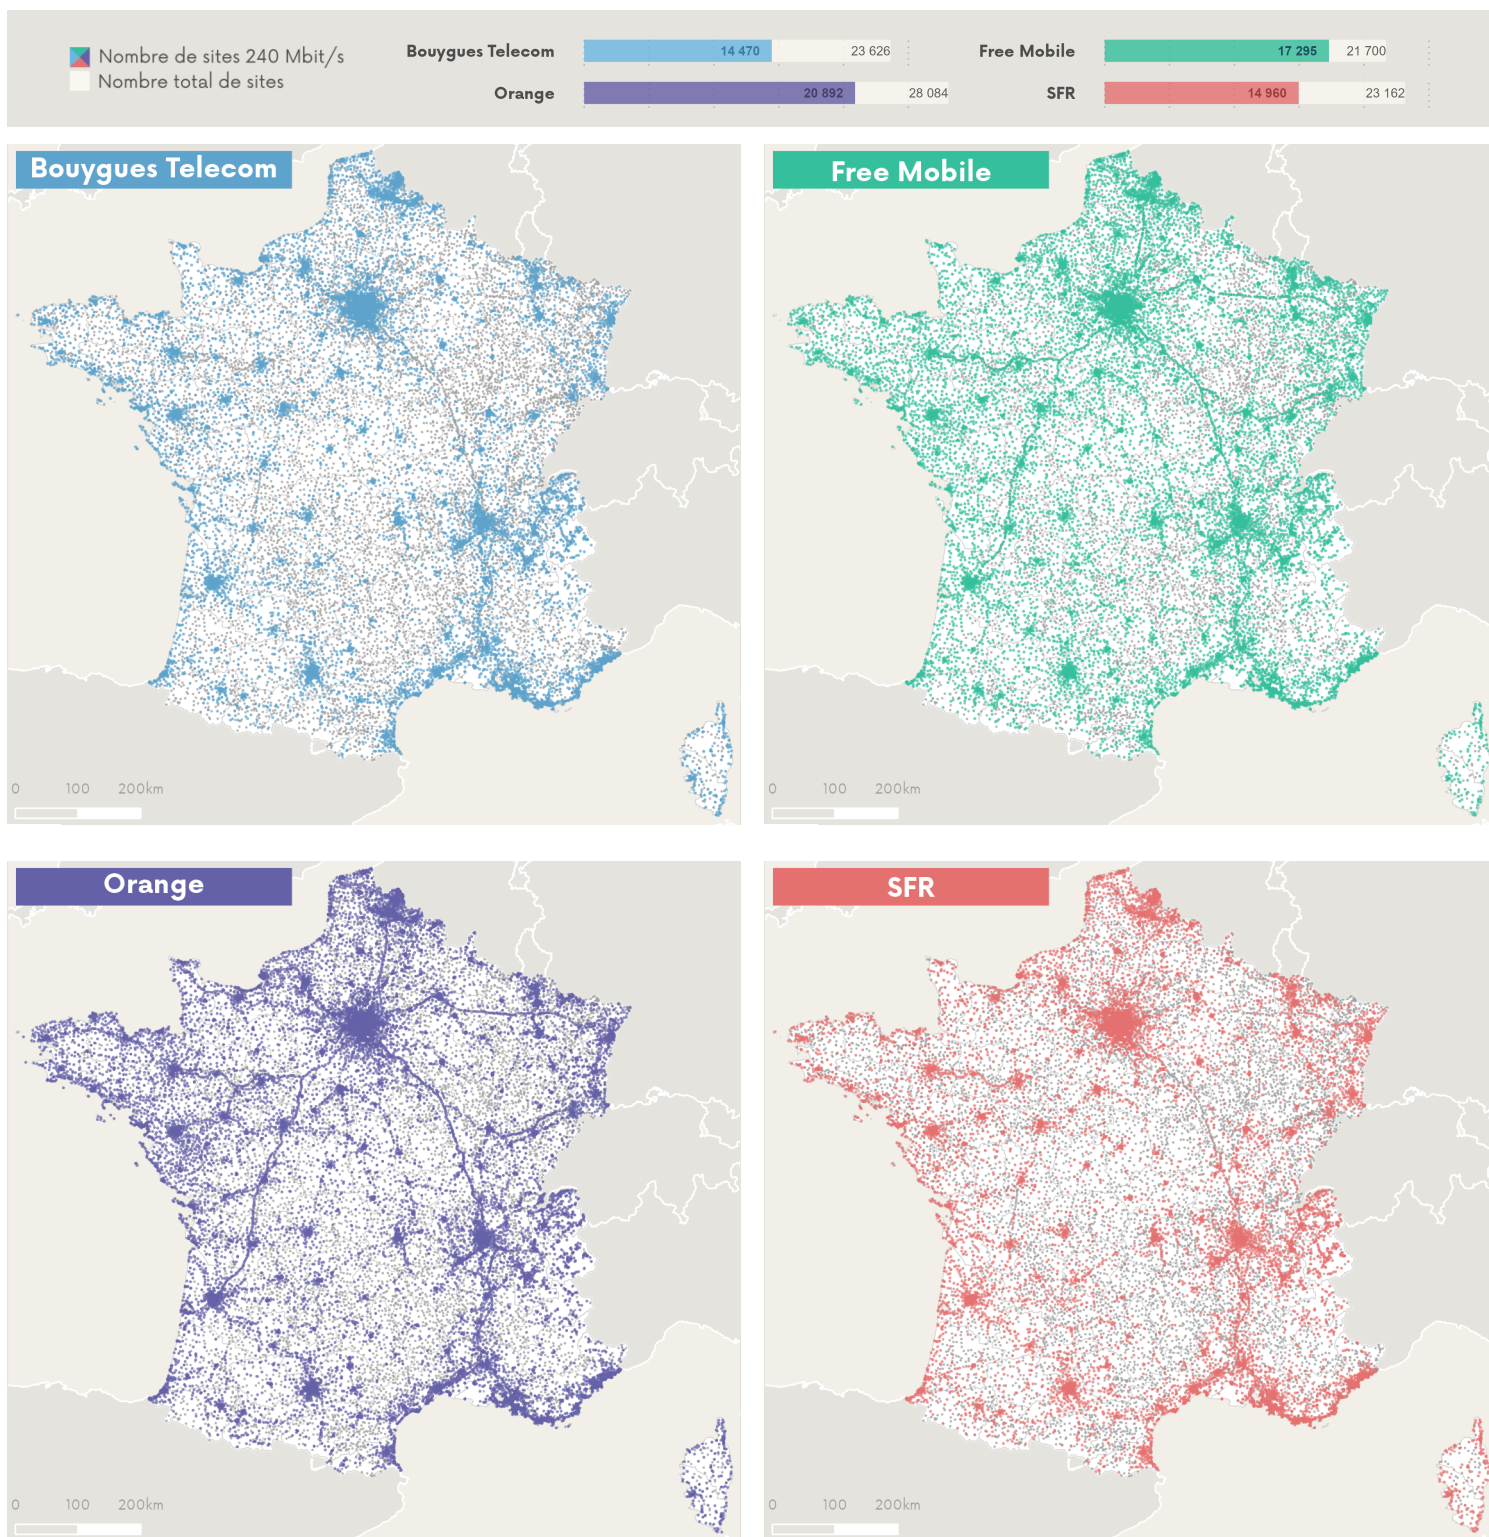 Nombre de sites 240 Mbit/s
Nombre total de sites
Bouygues Telecom 14 470 23 626
Orange 20 892 28 084
Free Mobile 17 295 21 700
SFR 14 960 23 162
Bouygues Telecom
0 100 200km
Free Mobile
0 100 200km
Orange
0 100 200km
SFR
0 100 200km